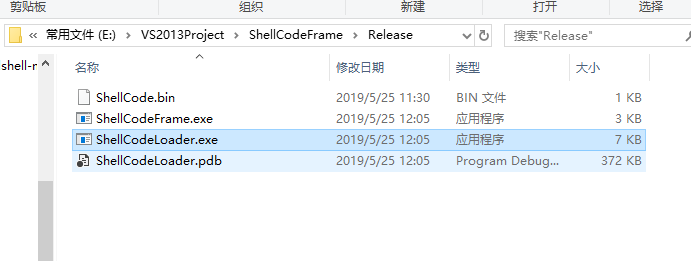 剪贴板 组织 新建 打开 选择
常用文件 (E:) VS2013Project ShellCodeFrame Release 搜索"Release"
shell-r 名称 修改日期 类型 大小
ShellCode.bin 2019/5/25 11:30 BIN 文件 1 KB
ShellCodeFrame.exe 2019/5/25 12:05 应用程序 3 KB
ShellCodeLoader.exe 2019/5/25 12:05 应用程序 7 KB
ShellCodeLoader.pdb 2019/5/25 12:05 Program Debug... 372 KB